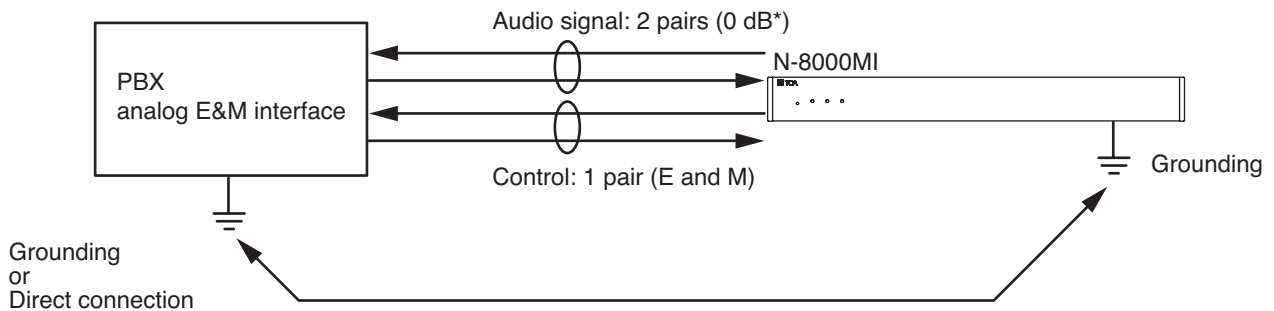 Audio signal: 2 pairs (0 dB*)
N-8000MI
TOA
PBX
analog E&M interface
Control: 1 pair (E and M)
Grounding
Grounding
or
Direct connection